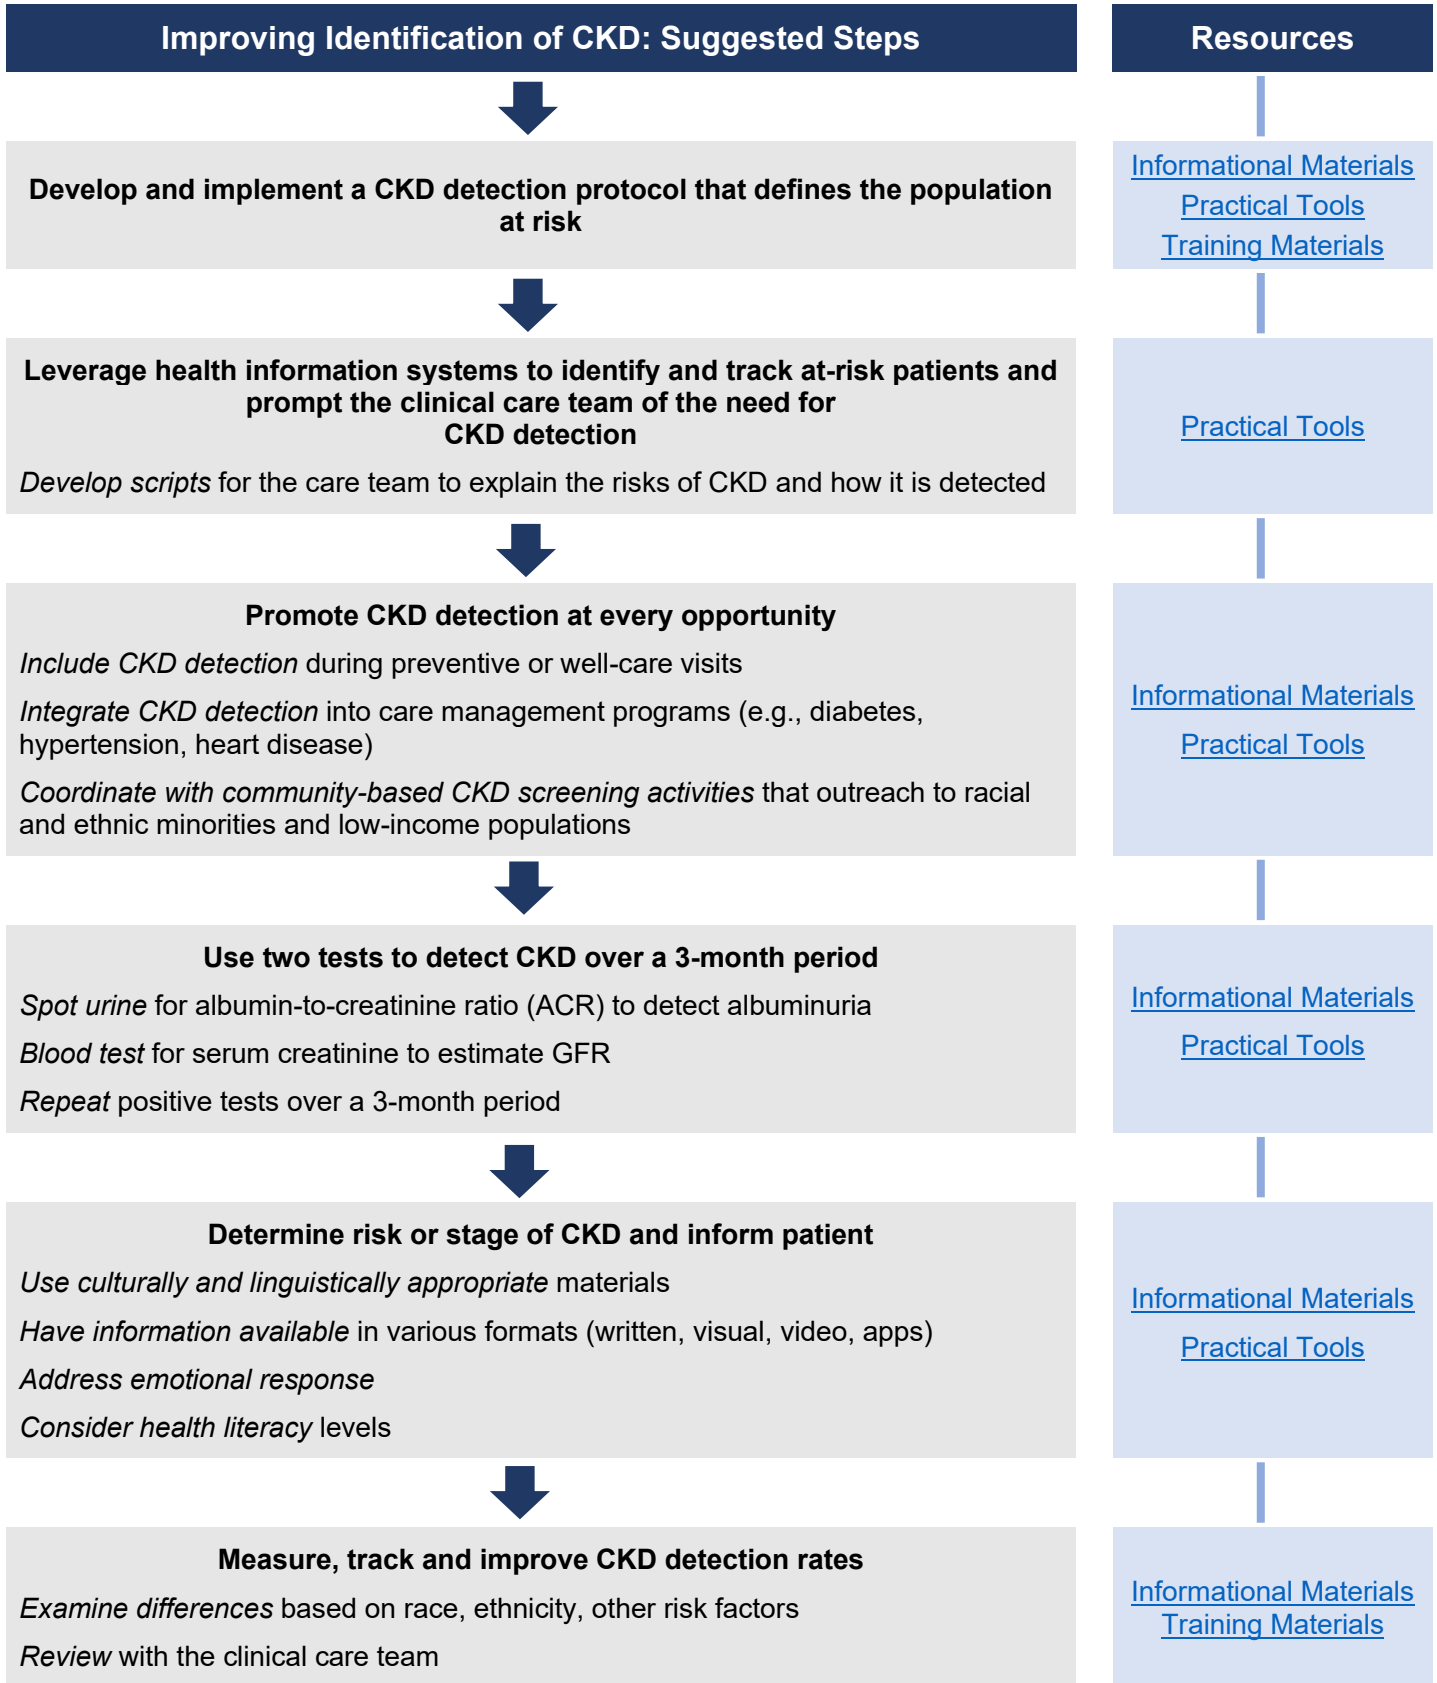 Improving Identification of CKD: Suggested Steps
Resources
Develop and implement a CKD detection protocol that defines the population
at risk
Informational Materials
Practical Tools
Training Materials
Leverage health information systems to identify and track at-risk patients and
prompt the clinical care team of the need for
CKD detection
Develop scripts for the care team to explain the risks of CKD and how it is detected
Practical Tools
Promote CKD detection at every opportunity
Include CKD detection during preventive or well-care visits
Integrate CKD detection into care management programs (e.g., diabetes,
hypertension, heart disease)
Coordinate with community-based CKD screening activities that outreach to racial
and ethnic minorities and low-income populations
Informational Materials
Practical Tools
Use two tests to detect CKD over a 3-month period
Spot urine for albumin-to-creatinine ratio (ACR) to detect albuminuria
Blood test for serum creatinine to estimate GFR
Repeat positive tests over a 3-month period
Informational Materials
Practical Tools
Determine risk or stage of CKD and inform patient
Use culturally and linguistically appropriate materials
Have information available in various formats (written, visual, video, apps)
Address emotional response
Consider health literacy levels
Informational Materials
Practical Tools
Measure, track and improve CKD detection rates
Examine differences based on race, ethnicity, other risk factors
Review with the clinical care team
Informational Materials
Training Materials